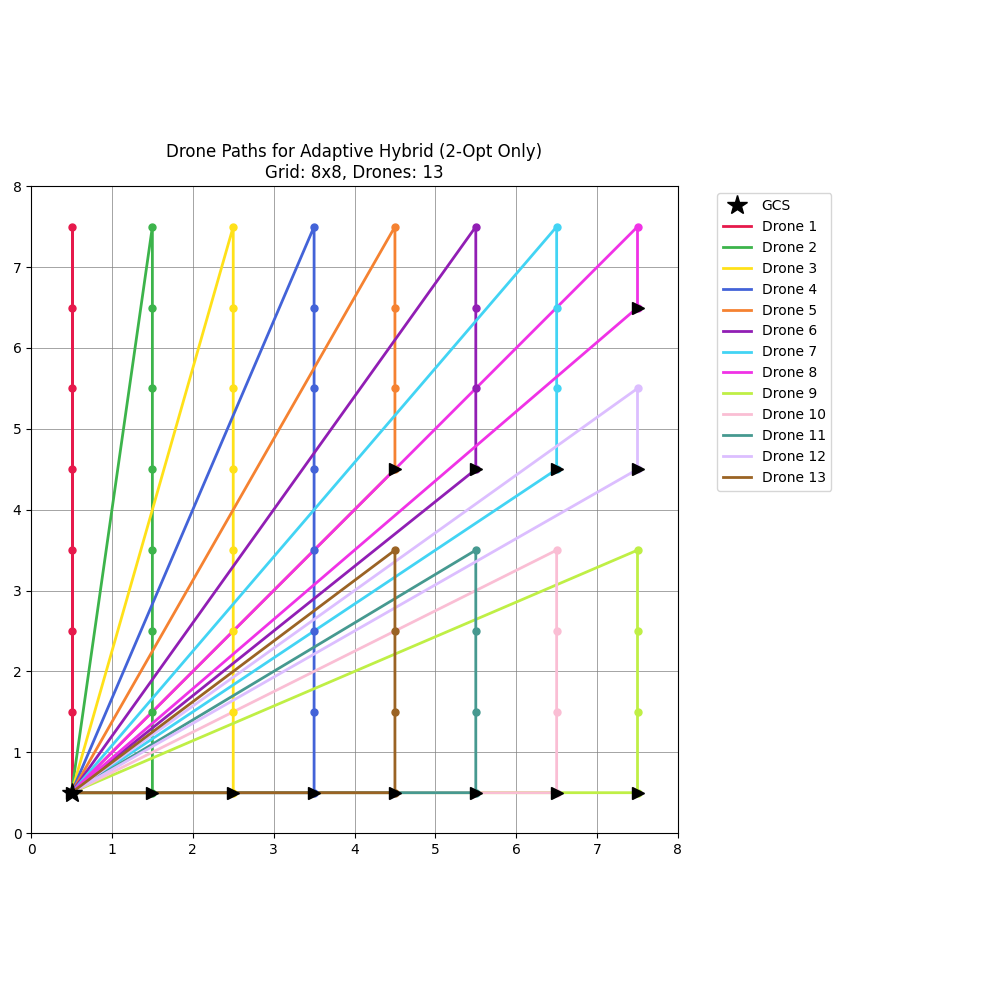 Drone Paths for Adaptive Hybrid (2-Opt Only)
Grid: 8x8, Drones: 13
8
7
6
5
4
3
2
1
0
0 1 2 3 4 5 6 7 8
GCS
Drone 1
Drone 2
Drone 3
Drone 4
Drone 5
Drone 6
Drone 7
Drone 8
Drone 9
Drone 10
Drone 11
Drone 12
Drone 13